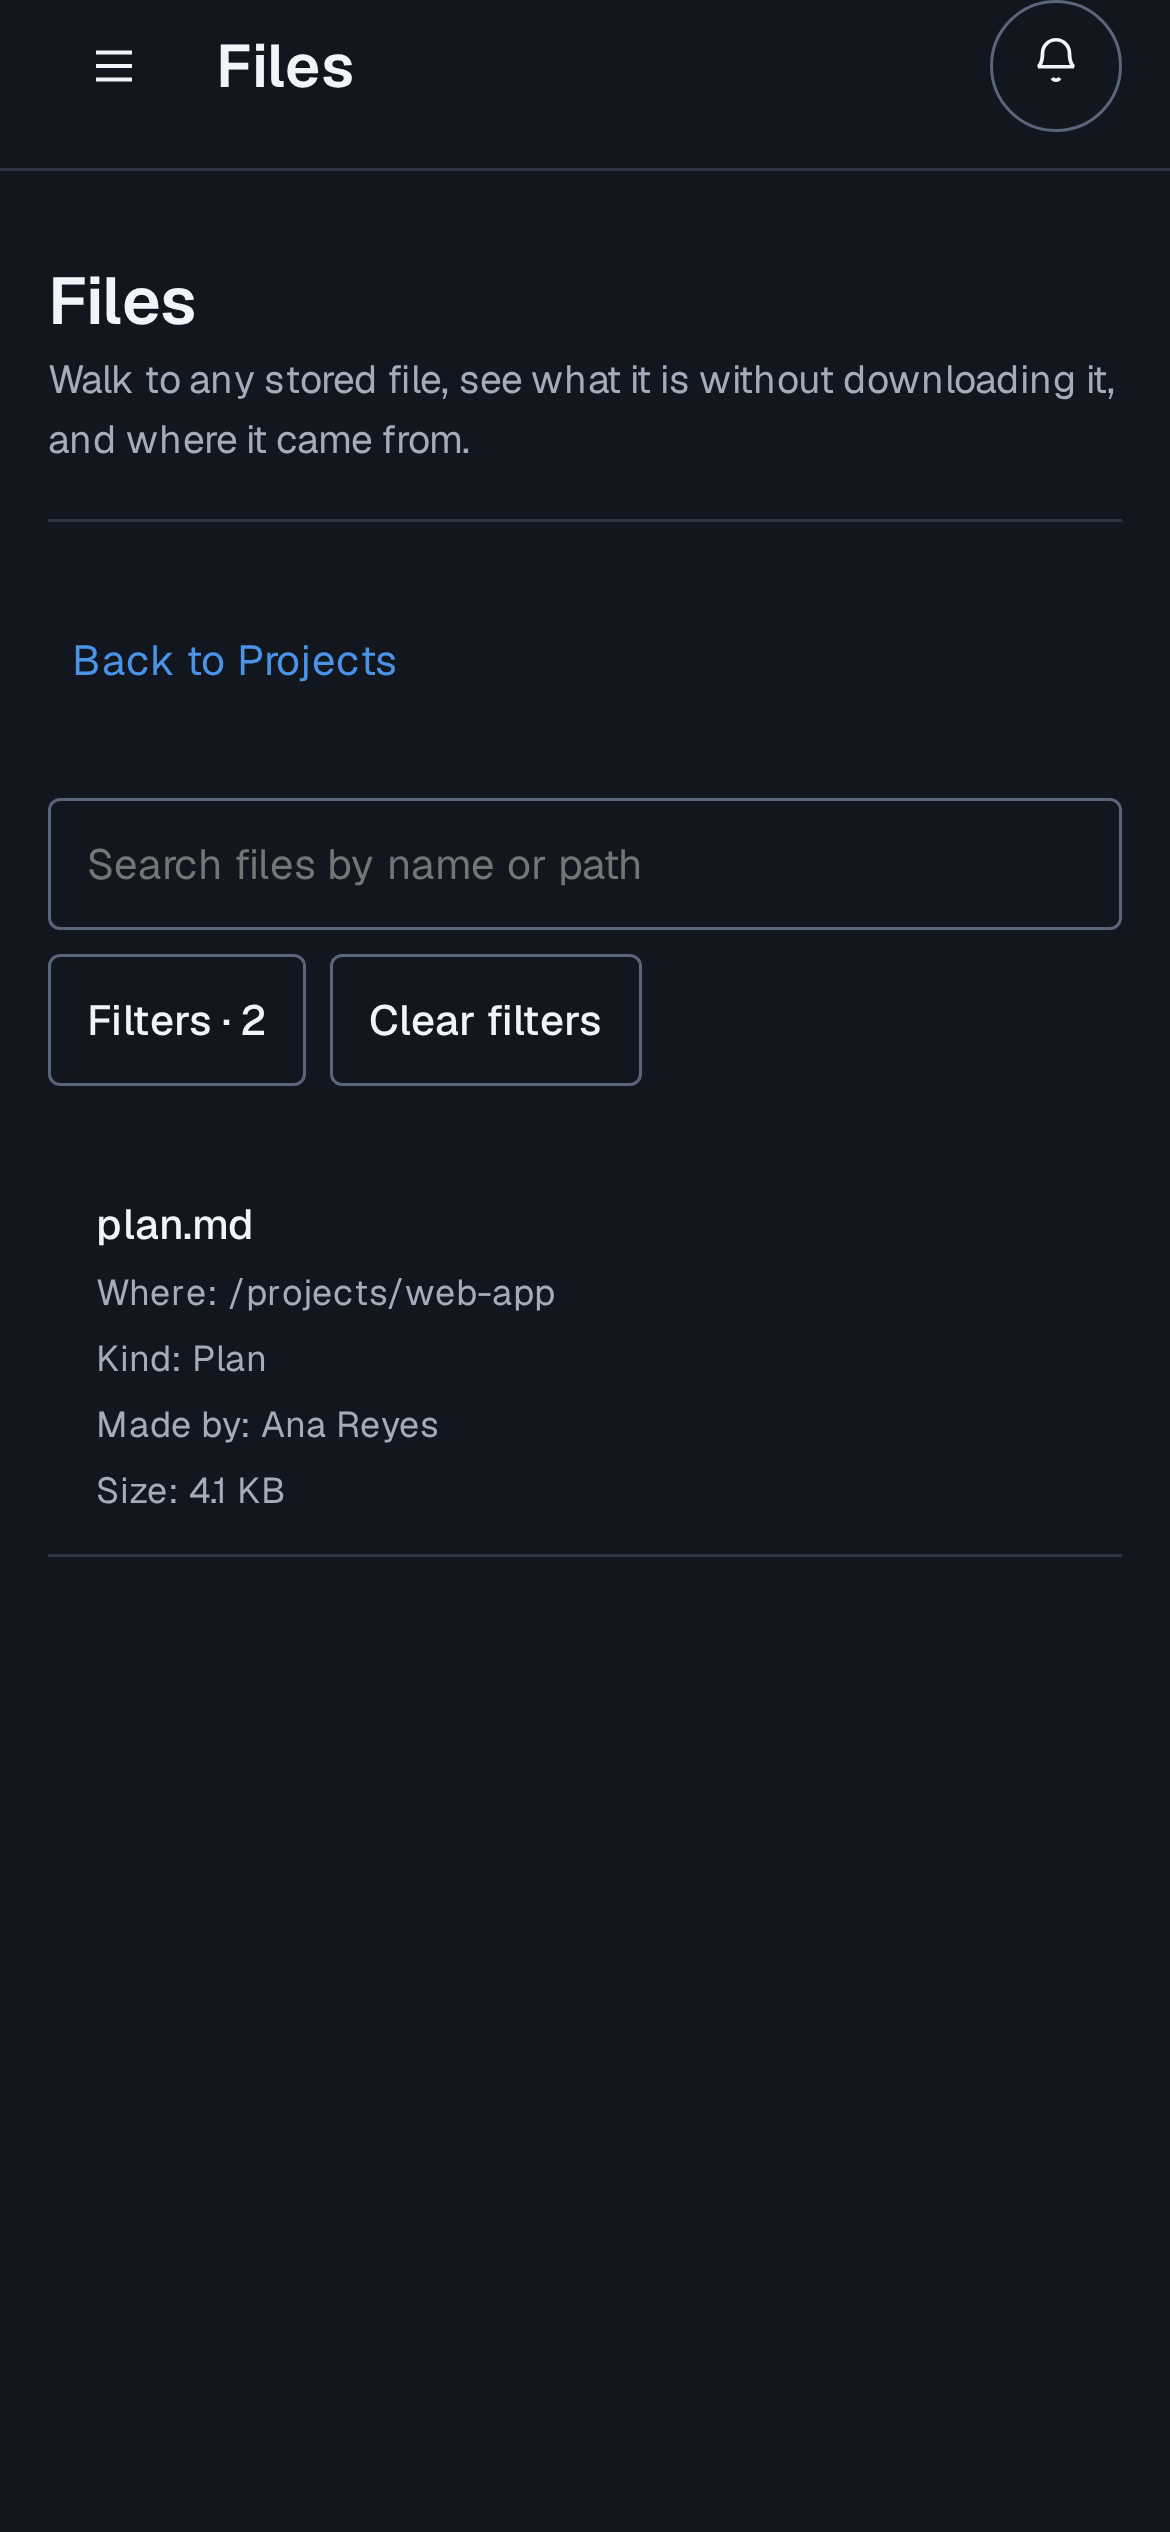 Files
Files
Walk to any stored file, see what it is without downloading it,
and where it came from.
Back to Projects
Search files by name or path
Filters · 2
Clear filters
plan.md
Where: /projects/web-app
Kind: Plan
Made by: Ana Reyes
Size: 4.1 KB